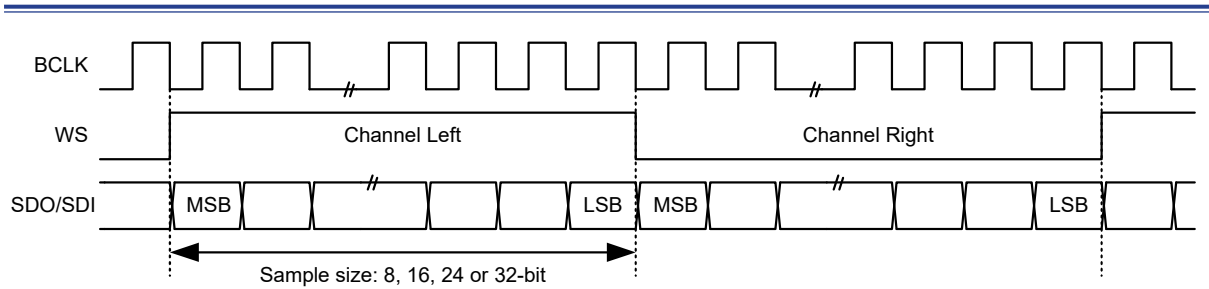 BCLK
WS Channel Left Channel Right
SDO/SDI MSB LSB MSB LSB
Sample size: 8, 16, 24 or 32-bit